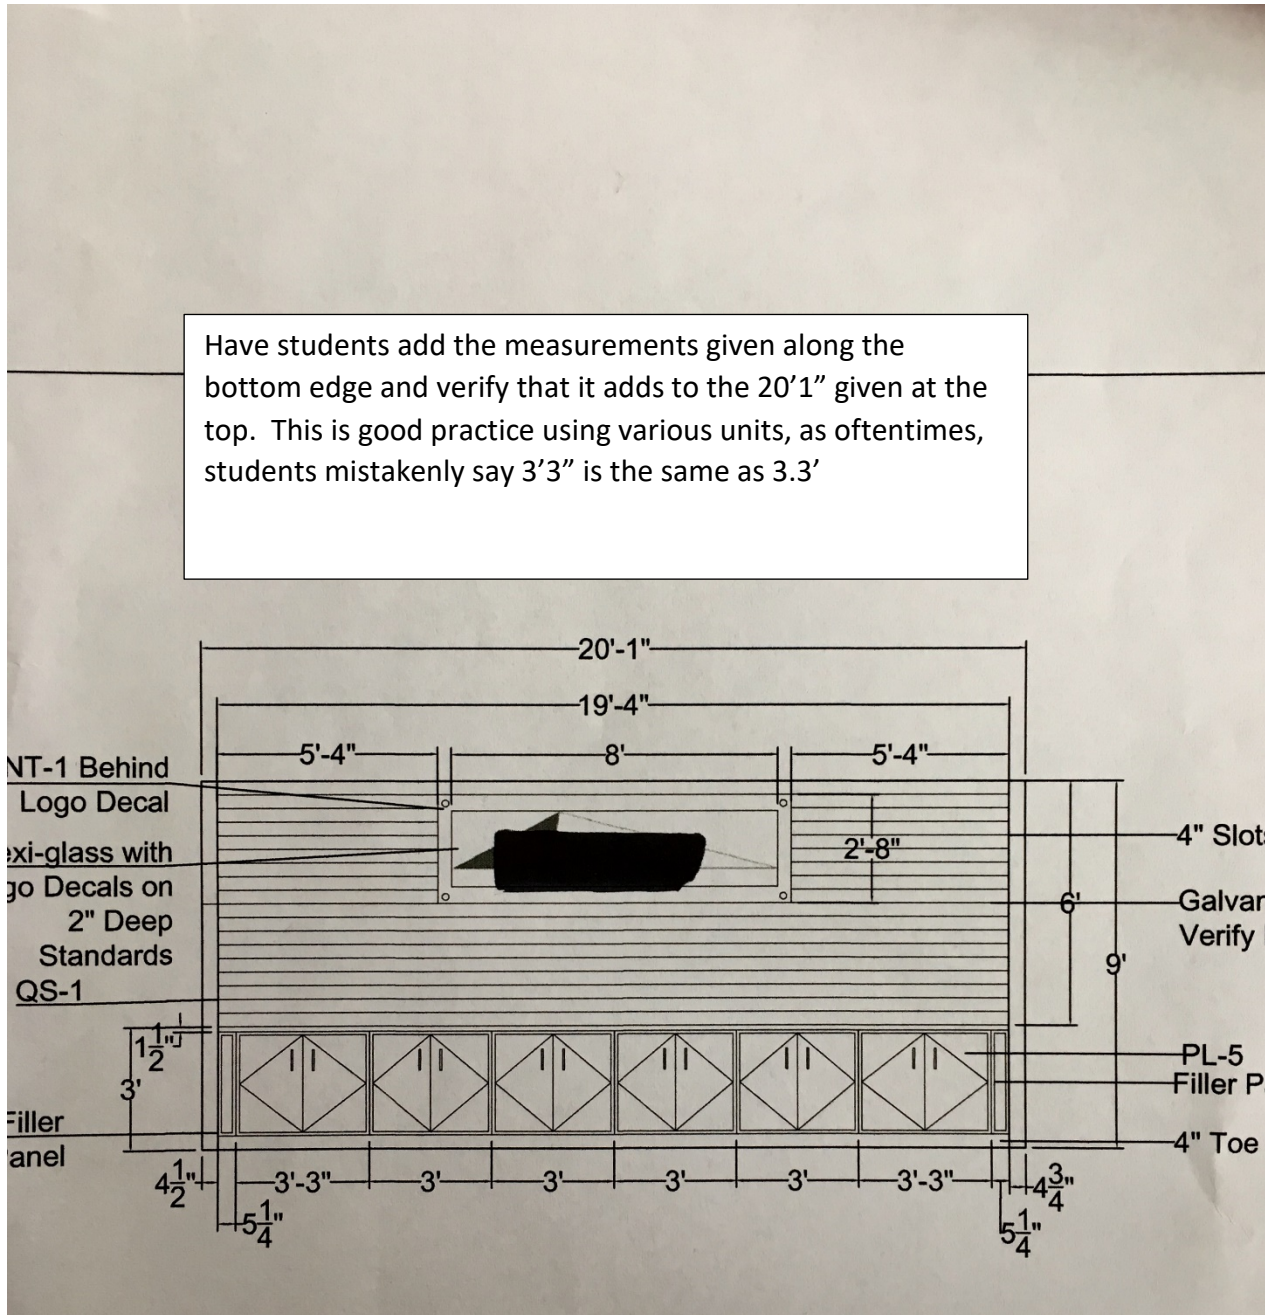 Have students add the measurements given along the
bottom edge and verify that it adds to the 20’1” given at the
top.  This is good practice using various units, as oftentimes,
students mistakenly say 3’3” is the same as 3.3’
20'-1"
19'-4"
5'-4" 8' 5'-4"
NT-1 Behind
Logo Decal
exi-glass with
go Decals on
2" Deep
Standards
QS-1
2'-8"
4" Slots
Galvar
Verify
6'
9'
1 1/2"
3'
Filler
anel
PL-5
Filler P
4" Toe
4 1/2" 3'-3" 3' 3' 3' 3' 3'-3" 4 3/4"
5 1/4" 5 1/4"